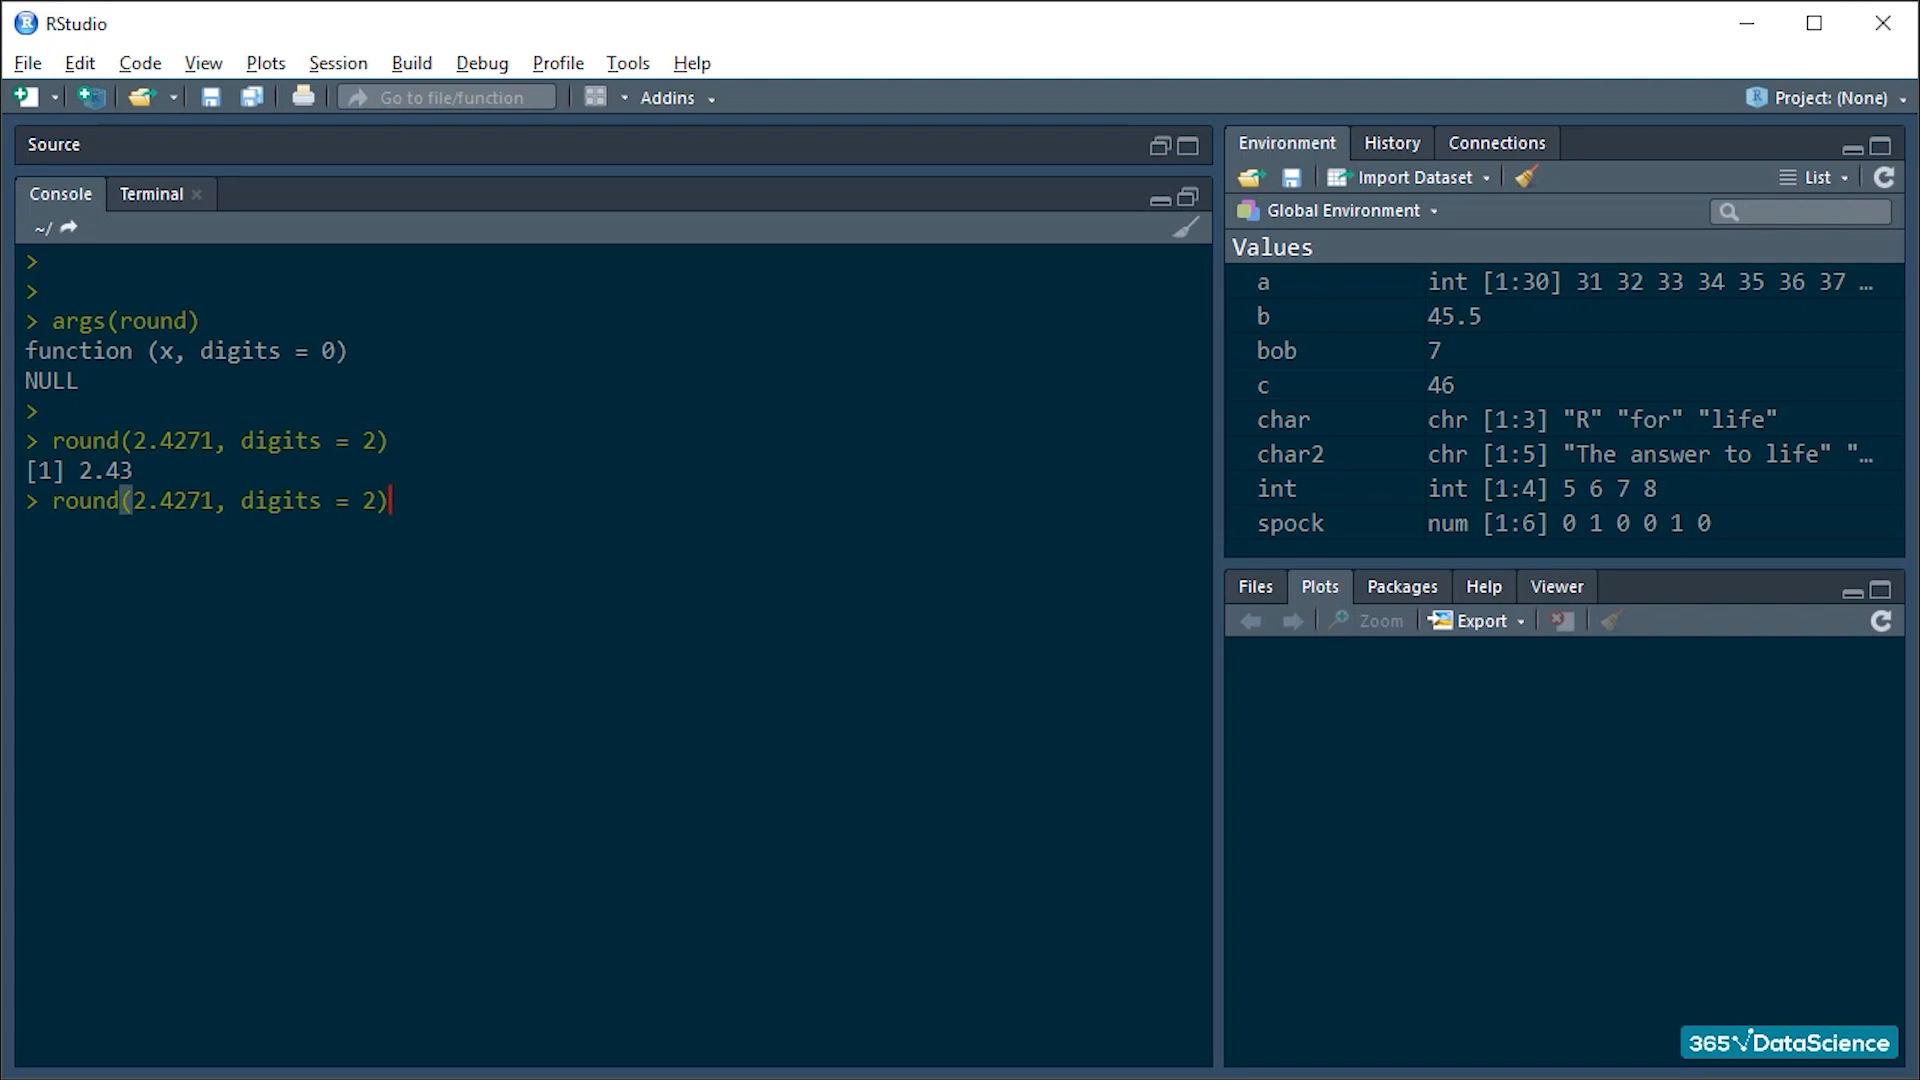 RStudio
File Edit Code View Plots Session Build Debug Profile Tools Help
Go to file/function Addins Project: (None)
Source
Console Terminal
~/
>
>
> args(round)
function (x, digits = 0)
NULL
>
> round(2.4271, digits = 2)
[1] 2.43
> round(2.4271, digits = 2)
Environment History Connections
Import Dataset List
Global Environment
Values
a int [1:30] 31 32 33 34 35 36 37 …
b 45.5
bob 7
c 46
char chr [1:3] "R" "for" "life"
char2 chr [1:5] "The answer to life" "…
int int [1:4] 5 6 7 8
spock num [1:6] 0 1 0 0 1 0
Files Plots Packages Help Viewer
Zoom Export
365 DataScience